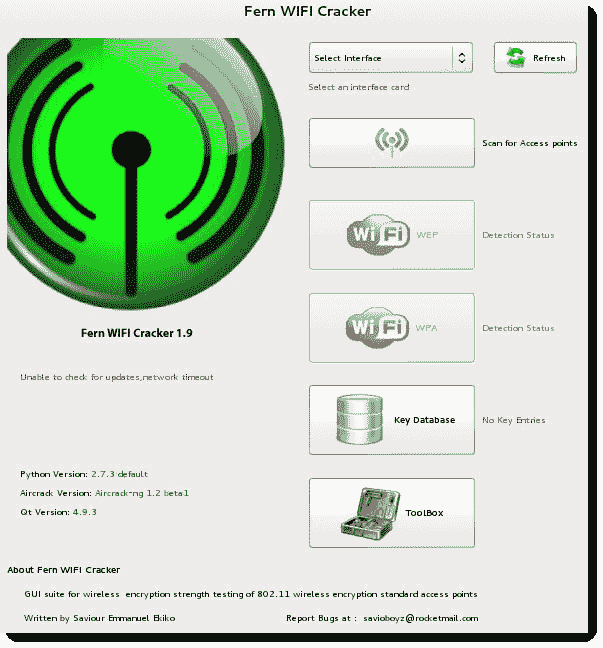 Fern WIFI Cracker
Select Interface
Refresh
Select an interface card
Scan for Access points
WiFi WEP
Detection Status
Fern WIFI Cracker 1.9
WiFi WPA
Detection Status
Unable to check for updates,network timeout
Key Database
No Key Entries
Python Version: 2.7.3 default
Aircrack Version: Aircrack-ng 1.2 beta1
Qt Version: 4.9.3
ToolBox
About Fern WIFI Cracker
GUI suite for wireless encryption strength testing of 802.11 wireless encryption standard access points
Written by Saviour Emmanuel Ekiko
Report Bugs at : savioboyz@rocketmail.com